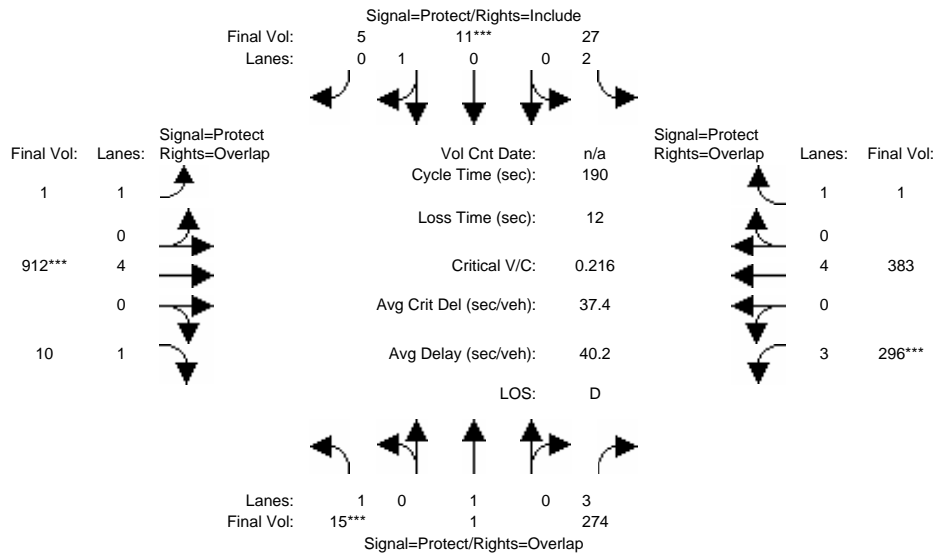 Signal=Protect/Rights=Include
Final Vol: 5 11*** 27
Lanes: 0 1 0 0 2
Signal=Protect
Final Vol: Lanes: Rights=Overlap
Vol Cnt Date: n/a
Signal=Protect
Rights=Overlap Lanes: Final Vol:
Cycle Time (sec): 190
1 1
1 1
Loss Time (sec): 12
0
0
912*** 4
Critical V/C: 0.216
4 383
0
Avg Crit Del (sec/veh): 37.4
0
10 1
Avg Delay (sec/veh): 40.2
3 296***
LOS: D
Lanes: 1 0 1 0 3
Final Vol: 15*** 1 274
Signal=Protect/Rights=Overlap